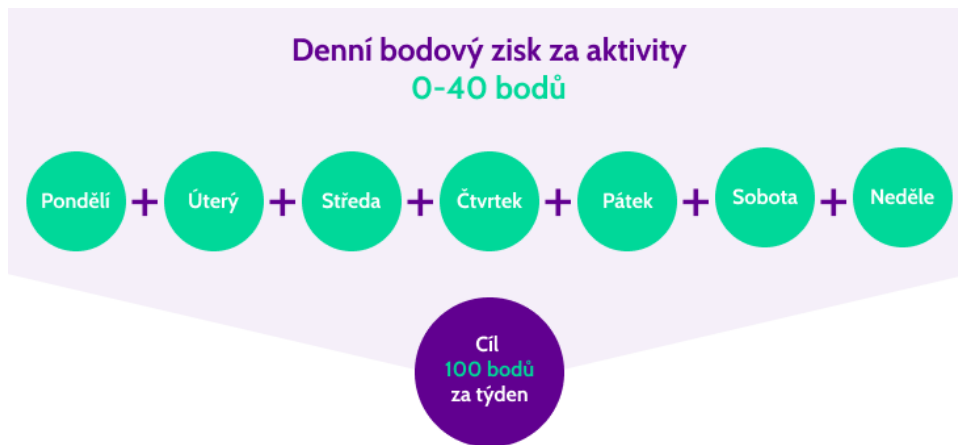 Denní bodový zisk za aktivity
0-40 bodů
Pondělí + Úterý + Středa + Čtvrtek + Pátek + Sobota + Neděle
Cíl
100 bodů
za týden